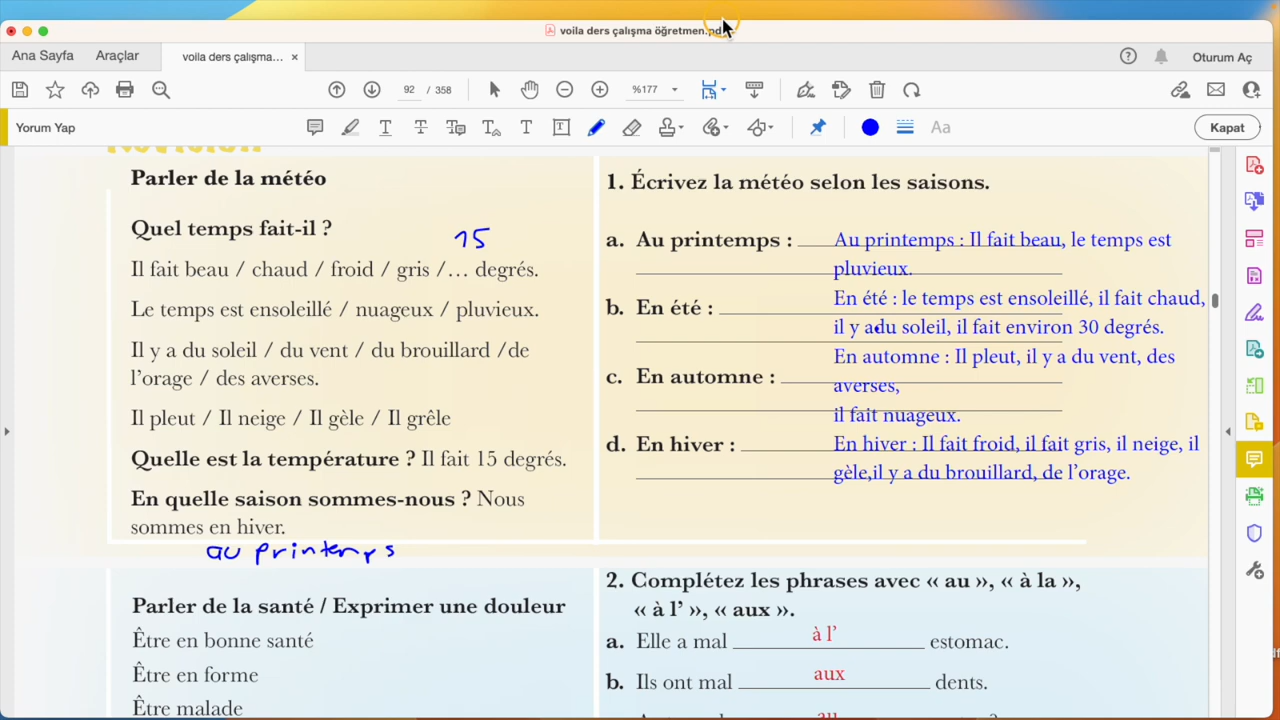 voila ders çalışma öğretmen.pdf
Ana Sayfa
Araçlar
voila ders çalışma…
Oturum Aç
92 / 358
%177
Yorum Yap
Aa
Kapat
Parler de la météo
Quel temps fait-il ?
15
Il fait beau / chaud / froid / gris /… degrés.
Le temps est ensoleillé / nuageux / pluvieux.
Il y a du soleil / du vent / du brouillard /de
l’orage / des averses.
Il pleut / Il neige / Il gèle / Il grêle
Quelle est la température ? Il fait 15 degrés.
En quelle saison sommes-nous ? Nous
sommes en hiver.
au printemps
1. Écrivez la météo selon les saisons.
a. Au printemps : Au printemps : Il fait beau, le temps est
pluvieux.
b. En été : En été : le temps est ensoleillé, il fait chaud,
il y a du soleil, il fait environ 30 degrés.
c. En automne : En automne : Il pleut, il y a du vent, des
averses,
il fait nuageux.
d. En hiver : En hiver : Il fait froid, il fait gris, il neige, il
gèle,il y a du brouillard, de l’orage.
Parler de la santé / Exprimer une douleur
Être en bonne santé
Être en forme
Être malade
2. Complétez les phrases avec « au », « à la »,
« à l’ », « aux ».
a. Elle a mal à l’ estomac.
b. Ils ont mal aux dents.